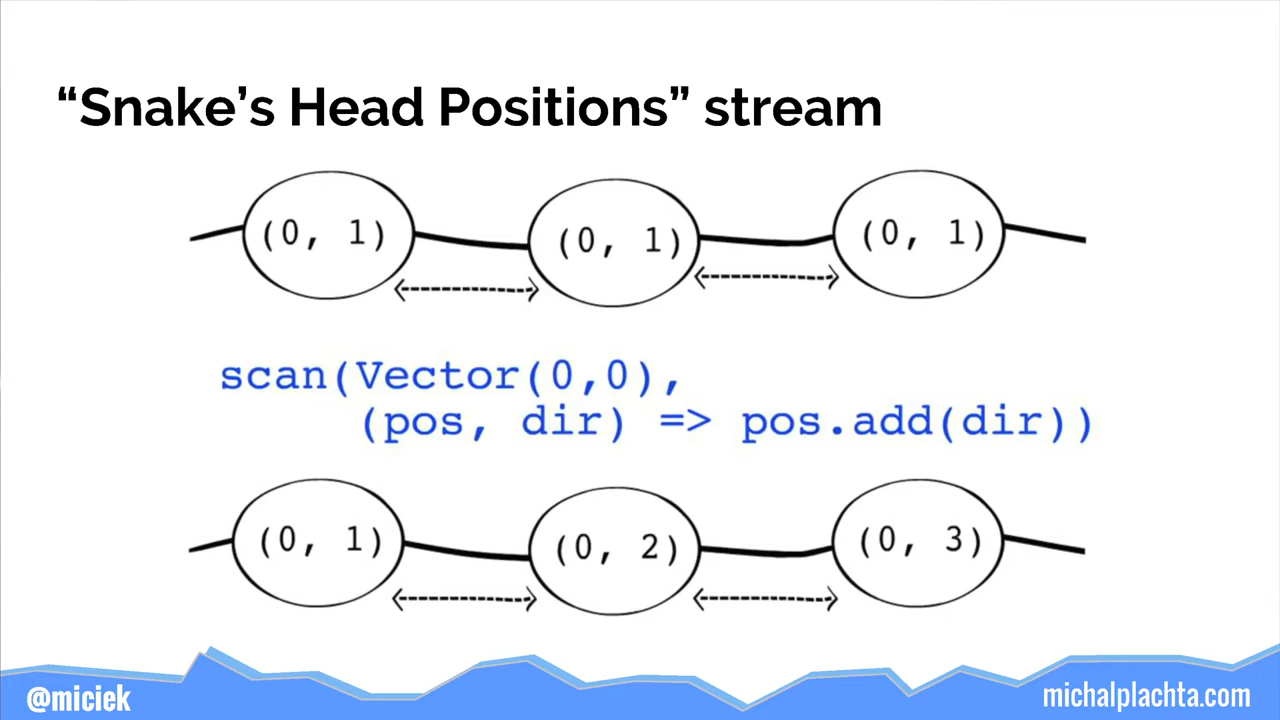 “Snake’s Head Positions” stream
(0, 1) (0, 1) (0, 1)
scan(Vector(0,0),
(pos, dir) => pos.add(dir))
(0, 1) (0, 2) (0, 3)
@miciek
michalplachta.com